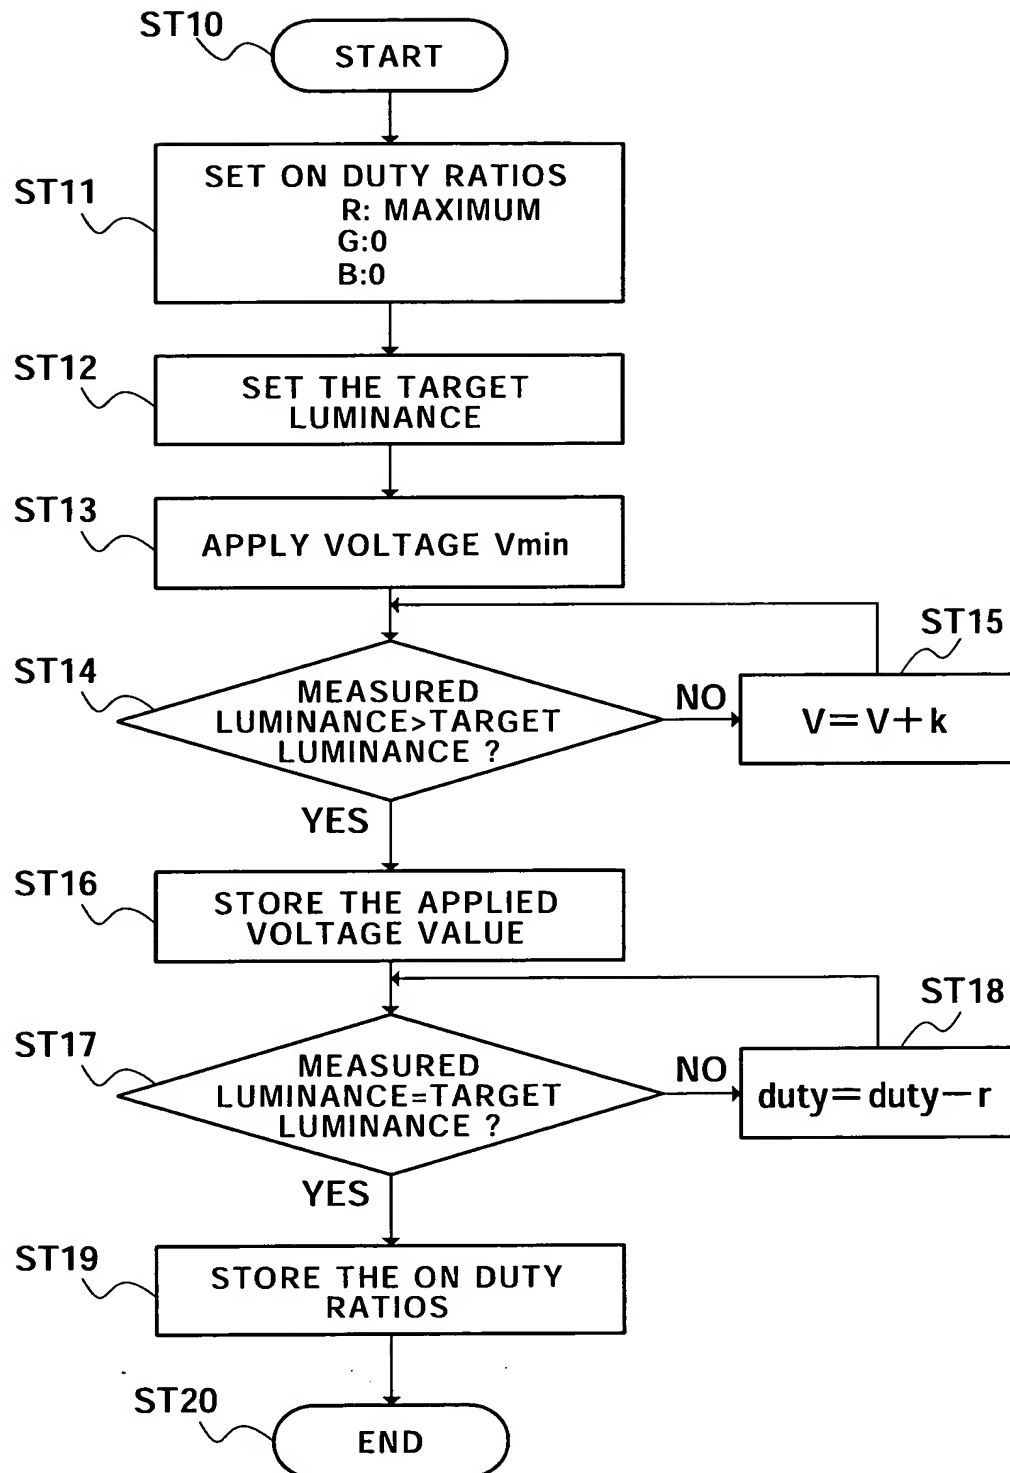 ST10
START
ST11
SET ON DUTY RATIOS
R: MAXIMUM
G:0
B:0
ST12
SET THE TARGET
LUMINANCE
ST13
APPLY VOLTAGE Vmin
ST14
MEASURED
LUMINANCE>TARGET
LUMINANCE ?
NO
ST15
V=V+k
YES
ST16
STORE THE APPLIED
VOLTAGE VALUE
ST17
MEASURED
LUMINANCE=TARGET
LUMINANCE ?
NO
ST18
duty=duty-r
YES
ST19
STORE THE ON DUTY
RATIOS
ST20
END